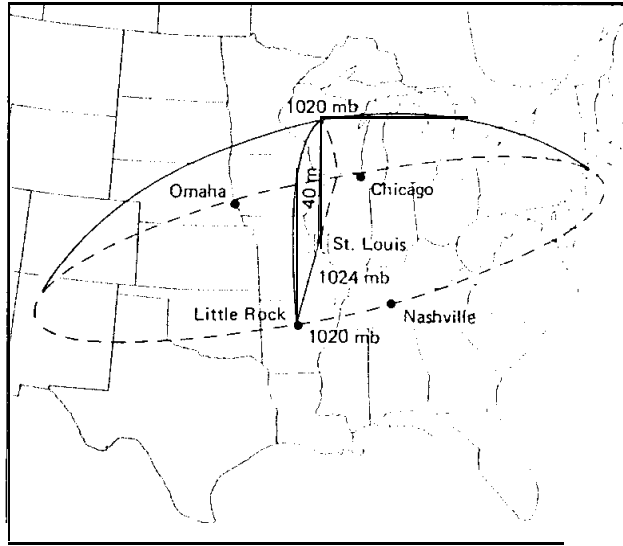 1020 mb
40 m
Omaha
Chicago
St. Louis
1024 mb
Little Rock
Nashville
1020 mb